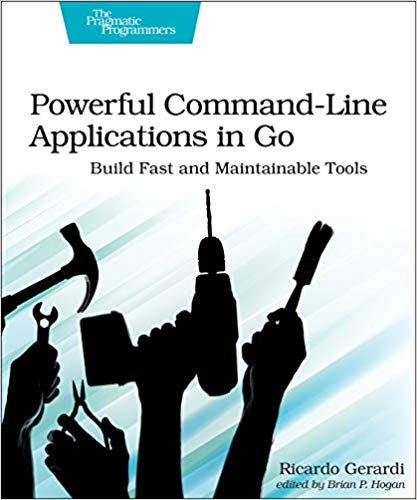 The
Pragmatic
Programmers
Powerful Command-Line
Applications in Go
Build Fast and Maintainable Tools
Ricardo Gerardi
edited by Brian P. Hogan